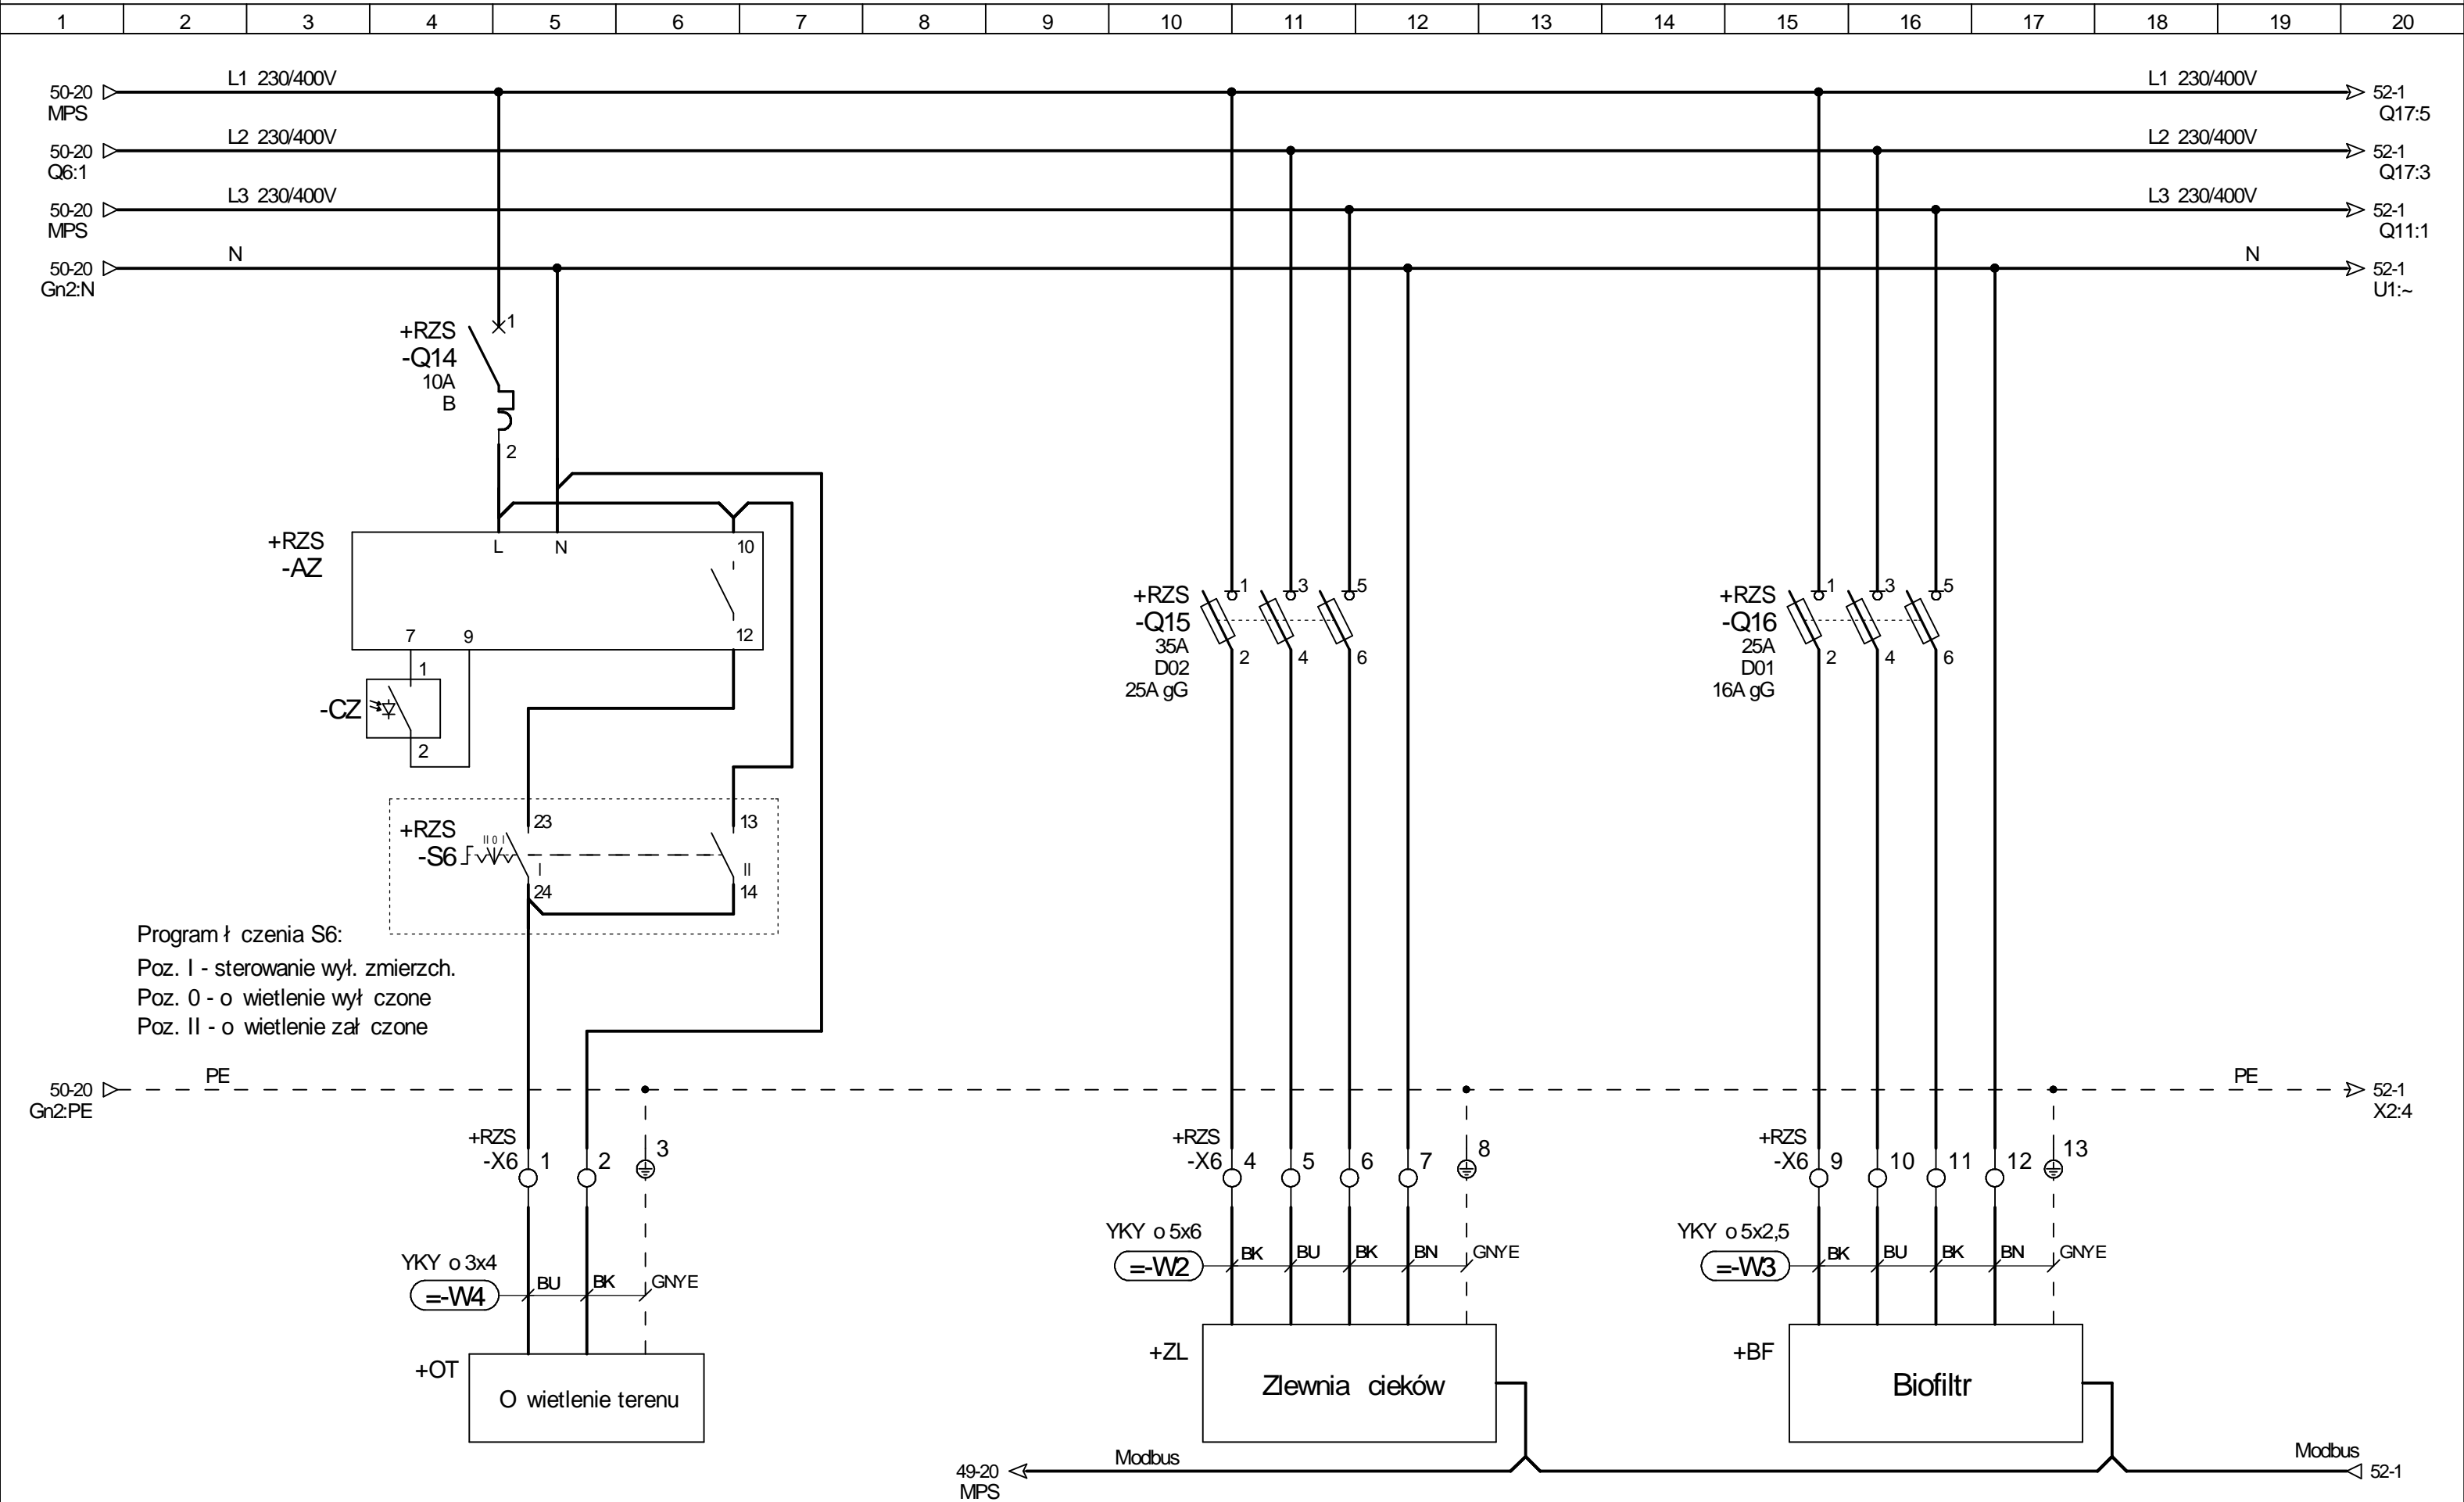 1 2 3 4 5 6 7 8 9 10 11 12 13 14 15 16 17 18 19 20
50-20 L1 230/400V L1 230/400V 52-1
MPS Q17:5
50-20 L2 230/400V L2 230/400V 52-1
Q6:1 Q17:3
50-20 L3 230/400V L3 230/400V 52-1
MPS Q11:1
50-20 N N 52-1
Gn2:N U1:~
+RZS 1
-Q14
10A
B
2
+RZS
-AZ
L N 10
7 9 12
1
-CZ
2
+RZS
-S6
II 0 I
23 13
I II
24 14
Program ł czenia S6:
Poz. I - sterowanie wył. zmierzch.
Poz. 0 - o wietlenie wył czone
Poz. II - o wietlenie zał czone
+RZS 1 3 5
-Q15
35A 2 4 6
D02
25A gG
+RZS 1 3 5
-Q16
25A 2 4 6
D01
16A gG
50-20 PE PE 52-1
Gn2:PE X2:4
+RZS
-X6 1 2 3
YKY o 3x4
=-W4 BU BK GNYE
+OT
O wietlenie terenu
+RZS
-X6 4 5 6 7 8
YKY o 5x6
=-W2 BK BU BK BN GNYE
+ZL
Zlewnia cieków
+RZS
-X6 9 10 11 12 13
YKY o 5x2,5
=-W3 BK BU BK BN GNYE
+BF
Biofiltr
49-20 Modbus Modbus 52-1
MPS